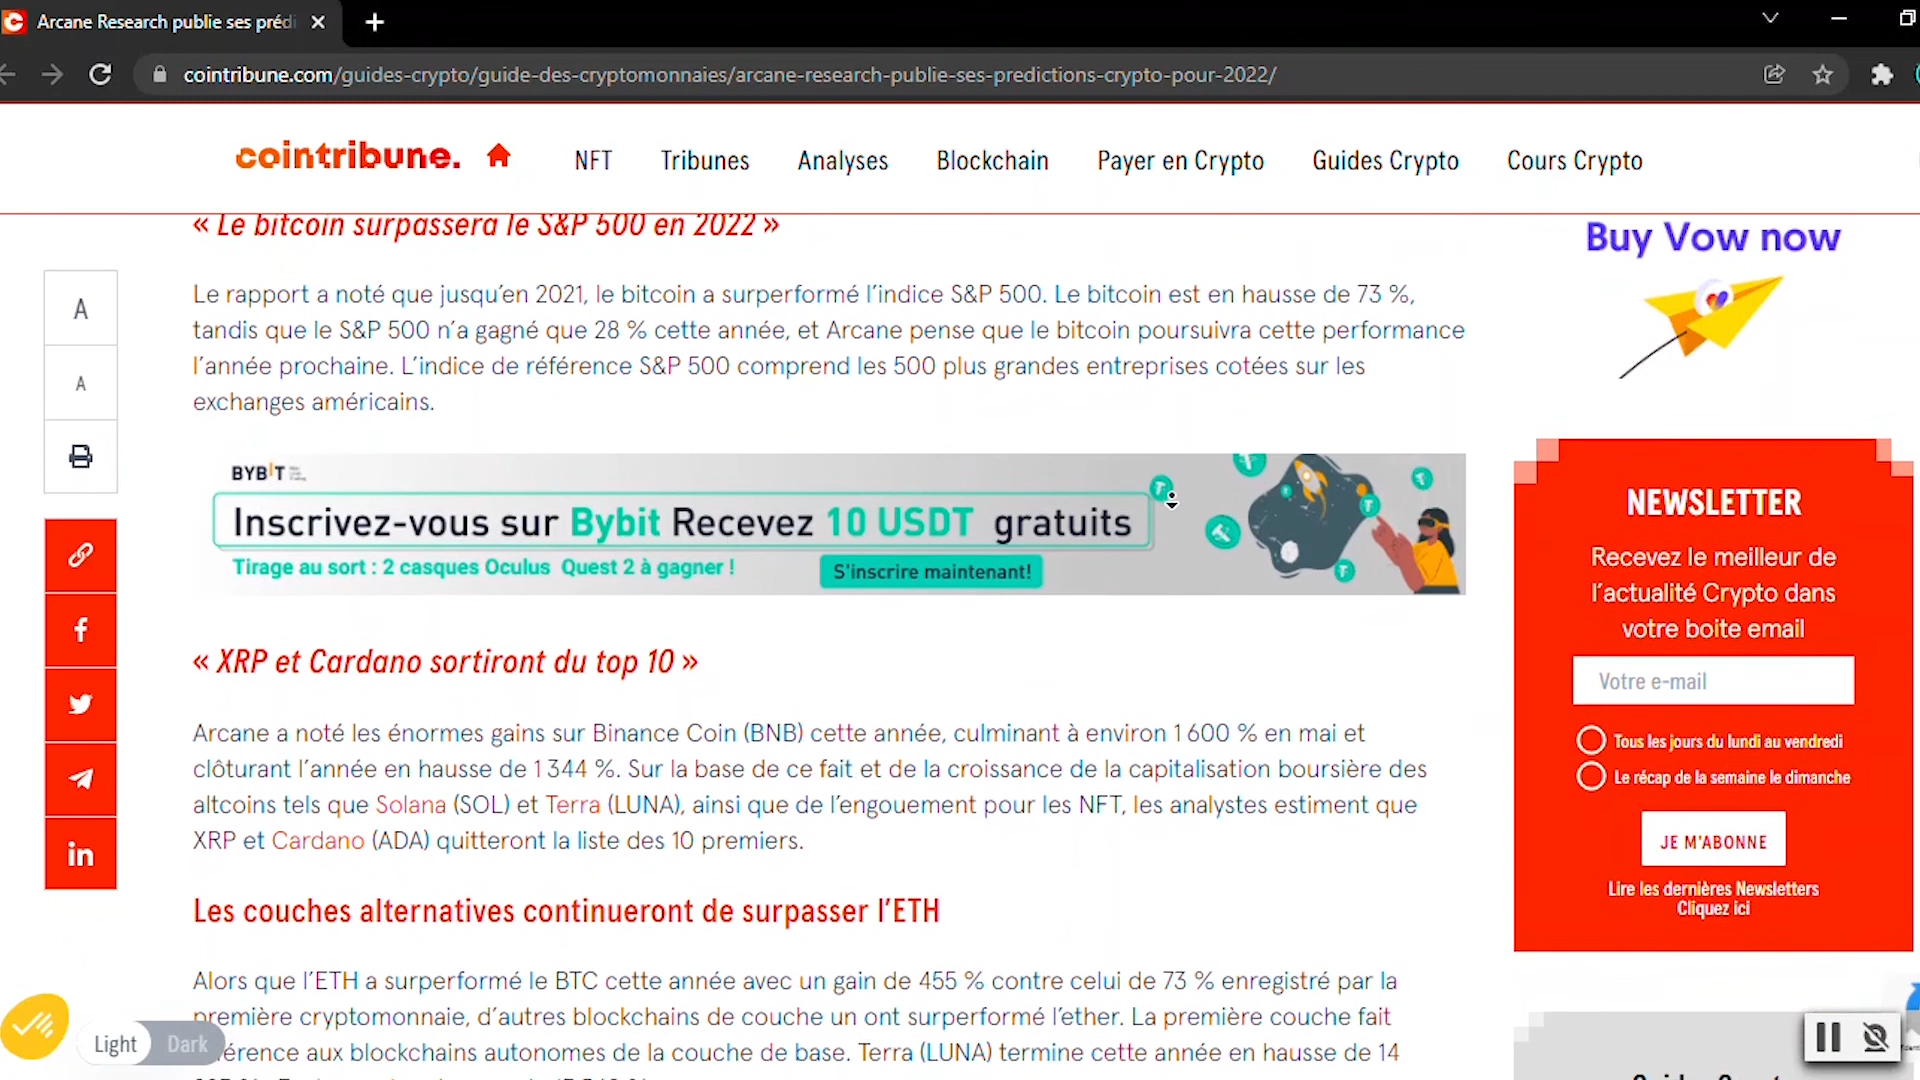 Arcane Research publie ses prédi
cointribune.com/guides-crypto/guide-des-cryptomonnaies/arcane-research-publie-ses-predictions-crypto-pour-2022/
cointribune.
NFT
Tribunes
Analyses
Blockchain
Payer en Crypto
Guides Crypto
Cours Crypto
« Le bitcoin surpassera le S&P 500 en 2022 »
A
A
Le rapport a noté que jusqu’en 2021, le bitcoin a surperformé l’indice S&P 500. Le bitcoin est en hausse de 73 %,
tandis que le S&P 500 n’a gagné que 28 % cette année, et Arcane pense que le bitcoin poursuivra cette performance
l’année prochaine. L’indice de référence S&P 500 comprend les 500 plus grandes entreprises cotées sur les
exchanges américains.
BYBIT
Inscrivez-vous sur Bybit Recevez 10 USDT gratuits
Tirage au sort : 2 casques Oculus Quest 2 à gagner !
S'inscrire maintenant!
« XRP et Cardano sortiront du top 10 »
Arcane a noté les énormes gains sur Binance Coin (BNB) cette année, culminant à environ 1 600 % en mai et
clôturant l’année en hausse de 1 344 %. Sur la base de ce fait et de la croissance de la capitalisation boursière des
altcoins tels que Solana (SOL) et Terra (LUNA), ainsi que de l’engouement pour les NFT, les analystes estiment que
XRP et Cardano (ADA) quitteront la liste des 10 premiers.
Les couches alternatives continueront de surpasser l’ETH
Alors que l’ETH a surperformé le BTC cette année avec un gain de 455 % contre celui de 73 % enregistré par la
première cryptomonnaie, d’autres blockchains de couche un ont surperformé l’ether. La première couche fait
érence aux blockchains autonomes de la couche de base. Terra (LUNA) termine cette année en hausse de 14
Light
Dark
Buy Vow now
NEWSLETTER
Recevez le meilleur de
l’actualité Crypto dans
votre boite email
Votre e-mail
Tous les jours du lundi au vendredi
Le récap de la semaine le dimanche
JE M'ABONNE
Lire les dernières Newsletters
Cliquez ici